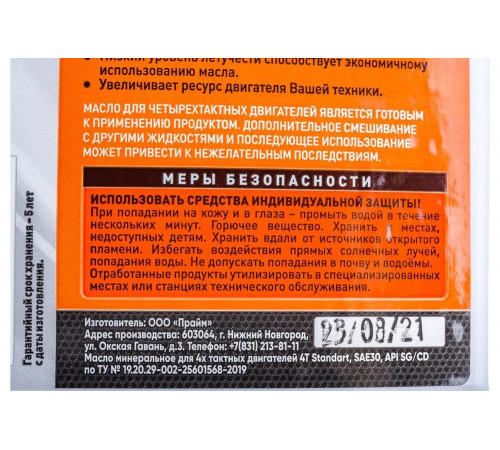 • Низкий уровень летучести способствует экономичному
использованию масла.
• Увеличивает ресурс двигателя Вашей техники.
МАСЛО ДЛЯ ЧЕТЫРЕХТАКТНЫХ ДВИГАТЕЛЕЙ ЯВЛЯЕТСЯ ГОТОВЫМ
К ПРИМЕНЕНИЮ ПРОДУКТОМ. ДОПОЛНИТЕЛЬНОЕ СМЕШИВАНИЕ
С ДРУГИМИ ЖИДКОСТЯМИ И ПОСЛЕДУЮЩЕЕ ИСПОЛЬЗОВАНИЕ
МОЖЕТ ПРИВЕСТИ К НЕЖЕЛАТЕЛЬНЫМ ПОСЛЕДСТВИЯМ.
МЕРЫ БЕЗОПАСНОСТИ
ИСПОЛЬЗОВАТЬ СРЕДСТВА ИНДИВИДУАЛЬНОЙ ЗАЩИТЫ!
При попадании на кожу и в глаза – промыть водой в течение
нескольких минут. Горючее вещество. Хранить в местах,
недоступных детям. Хранить вдали от источников открытого
пламени. Избегать воздействия прямых солнечных лучей,
попадания воды. Не допускать попадания в почву и водоёмы.
Отработанные продукты утилизировать в специализированных
местах или станциях технического обслуживания.
Гарантийный срок хранения – 5 лет
с даты изготовления.
Изготовитель: ООО «Прайм»
Адрес производства: 603064, г. Нижний Новгород,
ул. Окская Гавань, д.3. Телефон: +7(831) 213-81-11
Масло минеральное для 4х тактных двигателей 4T Standart, SAE30, API SG/CD
по ТУ № 19.20.29-002-25601568-2019
23/08/21